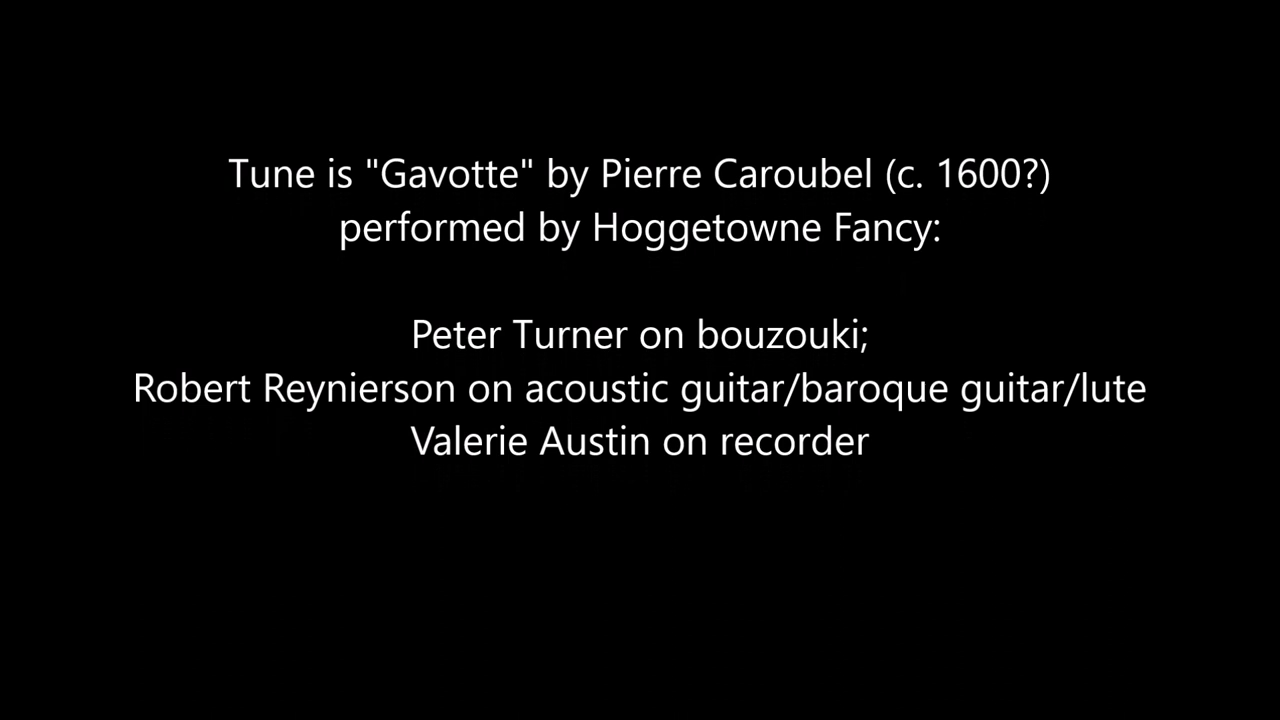 Tune is "Gavotte" by Pierre Caroubel (c. 1600?)
performed by Hoggetowne Fancy:
Peter Turner on bouzouki;
Robert Reynierson on acoustic guitar/baroque guitar/lute
Valerie Austin on recorder